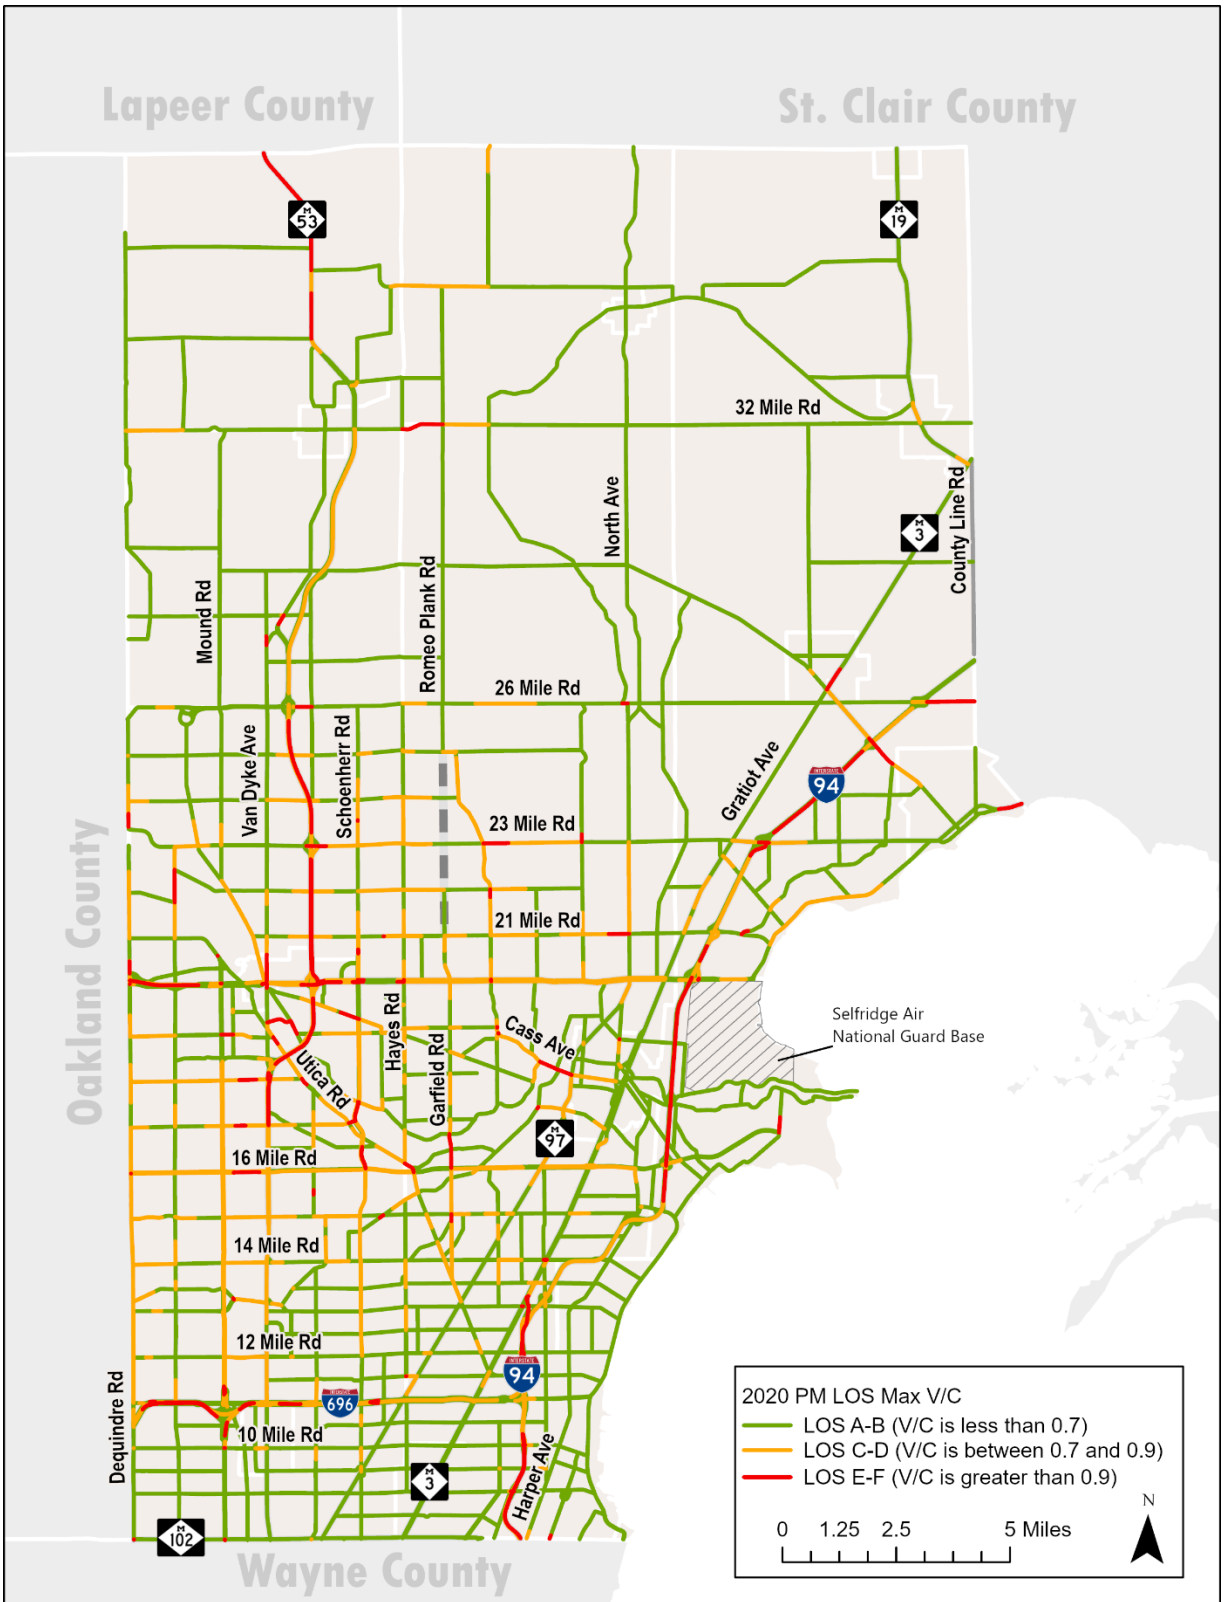 Lapeer County
St. Clair County
M
53
M
19
32 Mile Rd
North Ave
County Line Rd
M
3
Mound Rd
Romeo Plank Rd
26 Mile Rd
Van Dyke Ave
Schoenherr Rd
Gratiot Ave
INTERSTATE
94
23 Mile Rd
21 Mile Rd
Oakland County
Hayes Rd
Cass Ave
Selfridge Air
National Guard Base
Utica Rd
Garfield Rd
M
97
16 Mile Rd
14 Mile Rd
12 Mile Rd
INTERSTATE
94
Dequindre Rd
INTERSTATE
696
10 Mile Rd
Harper Ave
M
3
M
102
Wayne County
2020 PM LOS Max V/C
LOS A-B (V/C is less than 0.7)
LOS C-D (V/C is between 0.7 and 0.9)
LOS E-F (V/C is greater than 0.9)
N
0 1.25 2.5 5 Miles